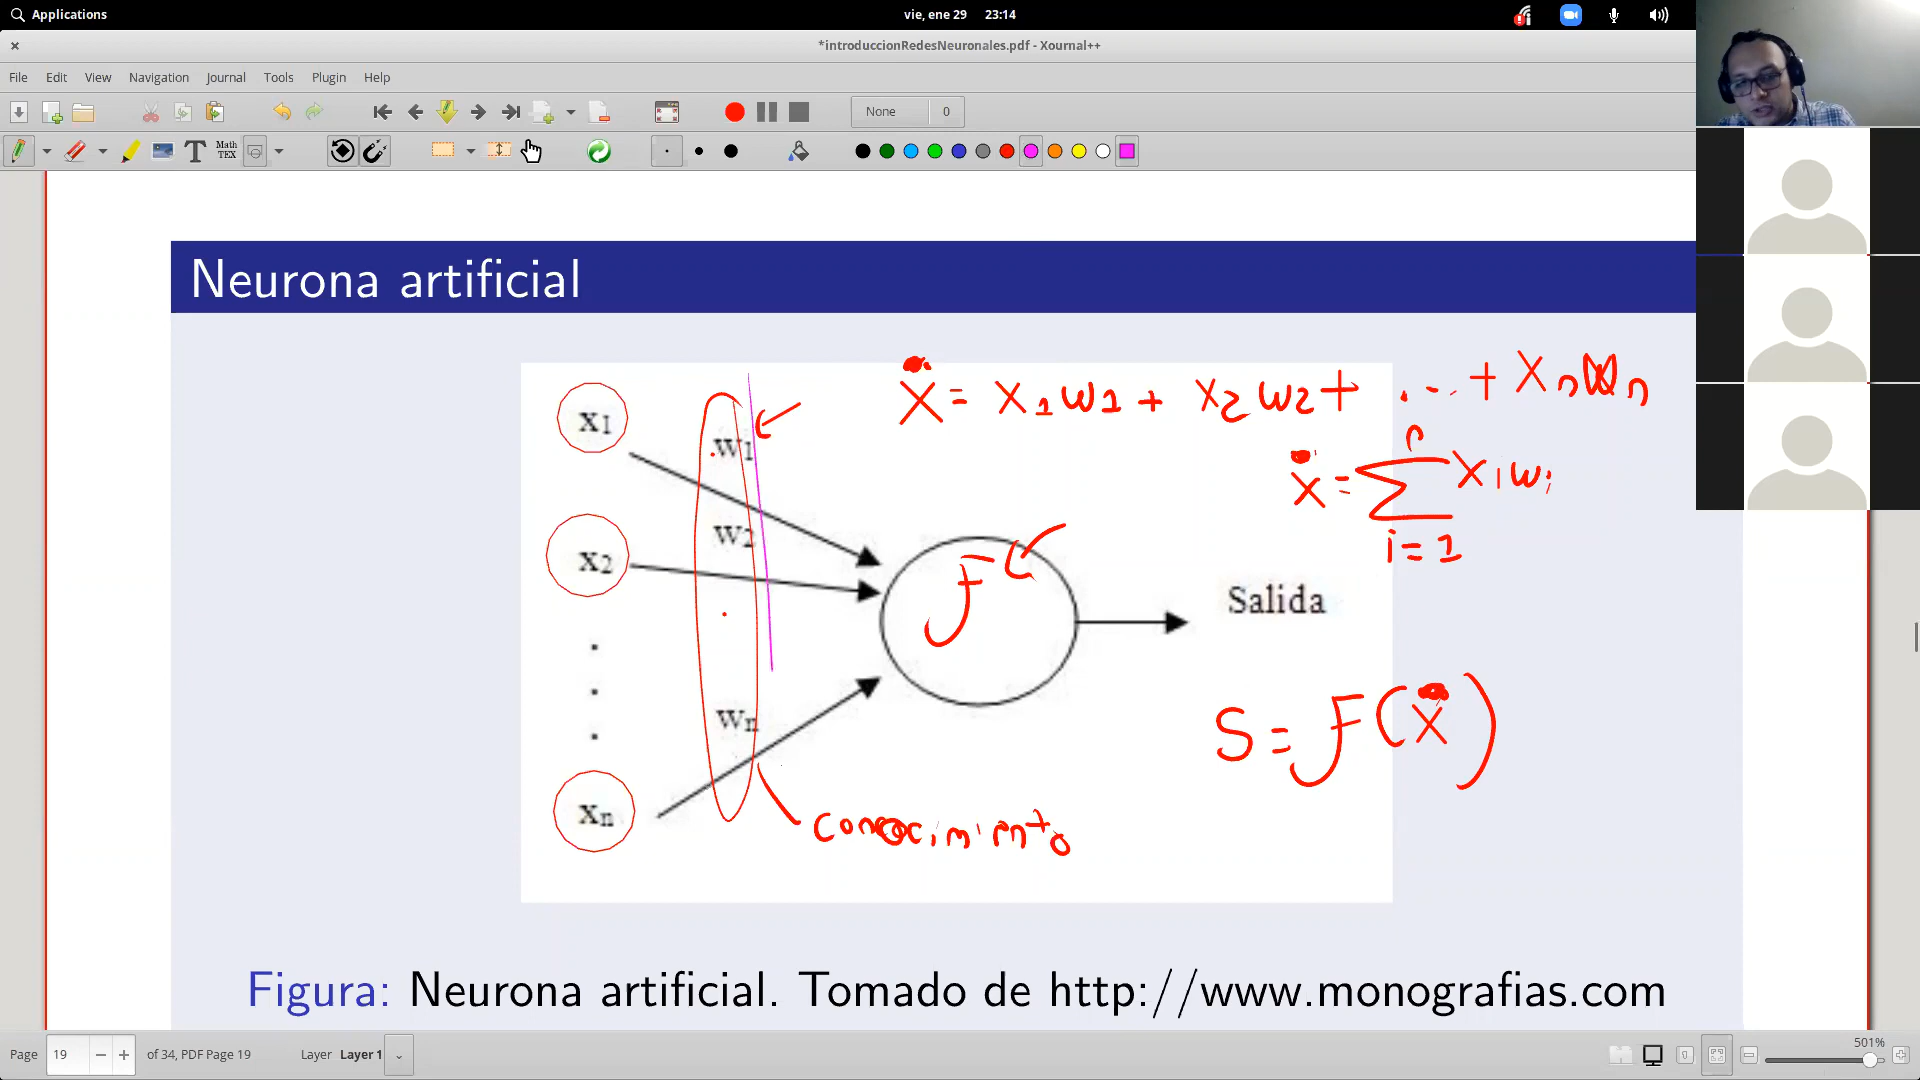 Applications
vie, ene 29 23:14
*introduccionRedesNeuronales.pdf - Xournal++
File Edit View Navigation Journal Tools Plugin Help
None 0
Math TEX
Neurona artificial
Ẋ = x1w1 + x2w2 + ... + xnwn
Ẋ = Σ xiwi
n
i=1
x1
w1
w2
x2
F
Salida
wn
S = F(Ẋ)
xn
conocimiento
Figura: Neurona artificial. Tomado de http://www.monografias.com
Page 19 of 34, PDF Page 19 Layer Layer 1
501%